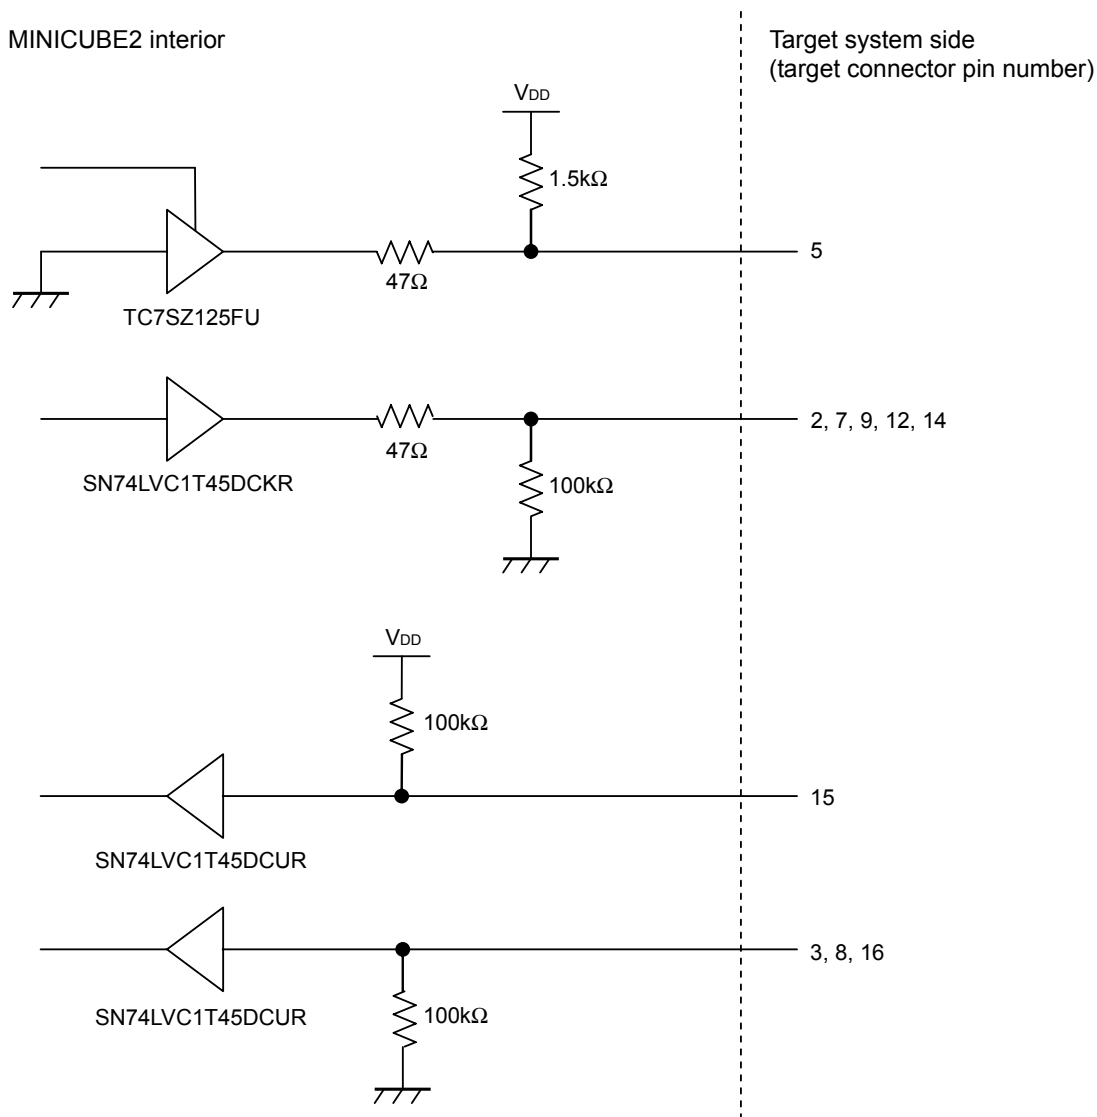 MINICUBE2 interior
Target system side
(target connector pin number)
VDD
1.5kΩ
5
47Ω
TC7SZ125FU
2, 7, 9, 12, 14
47Ω
SN74LVC1T45DCKR
100kΩ
VDD
100kΩ
15
SN74LVC1T45DCUR
3, 8, 16
SN74LVC1T45DCUR
100kΩ